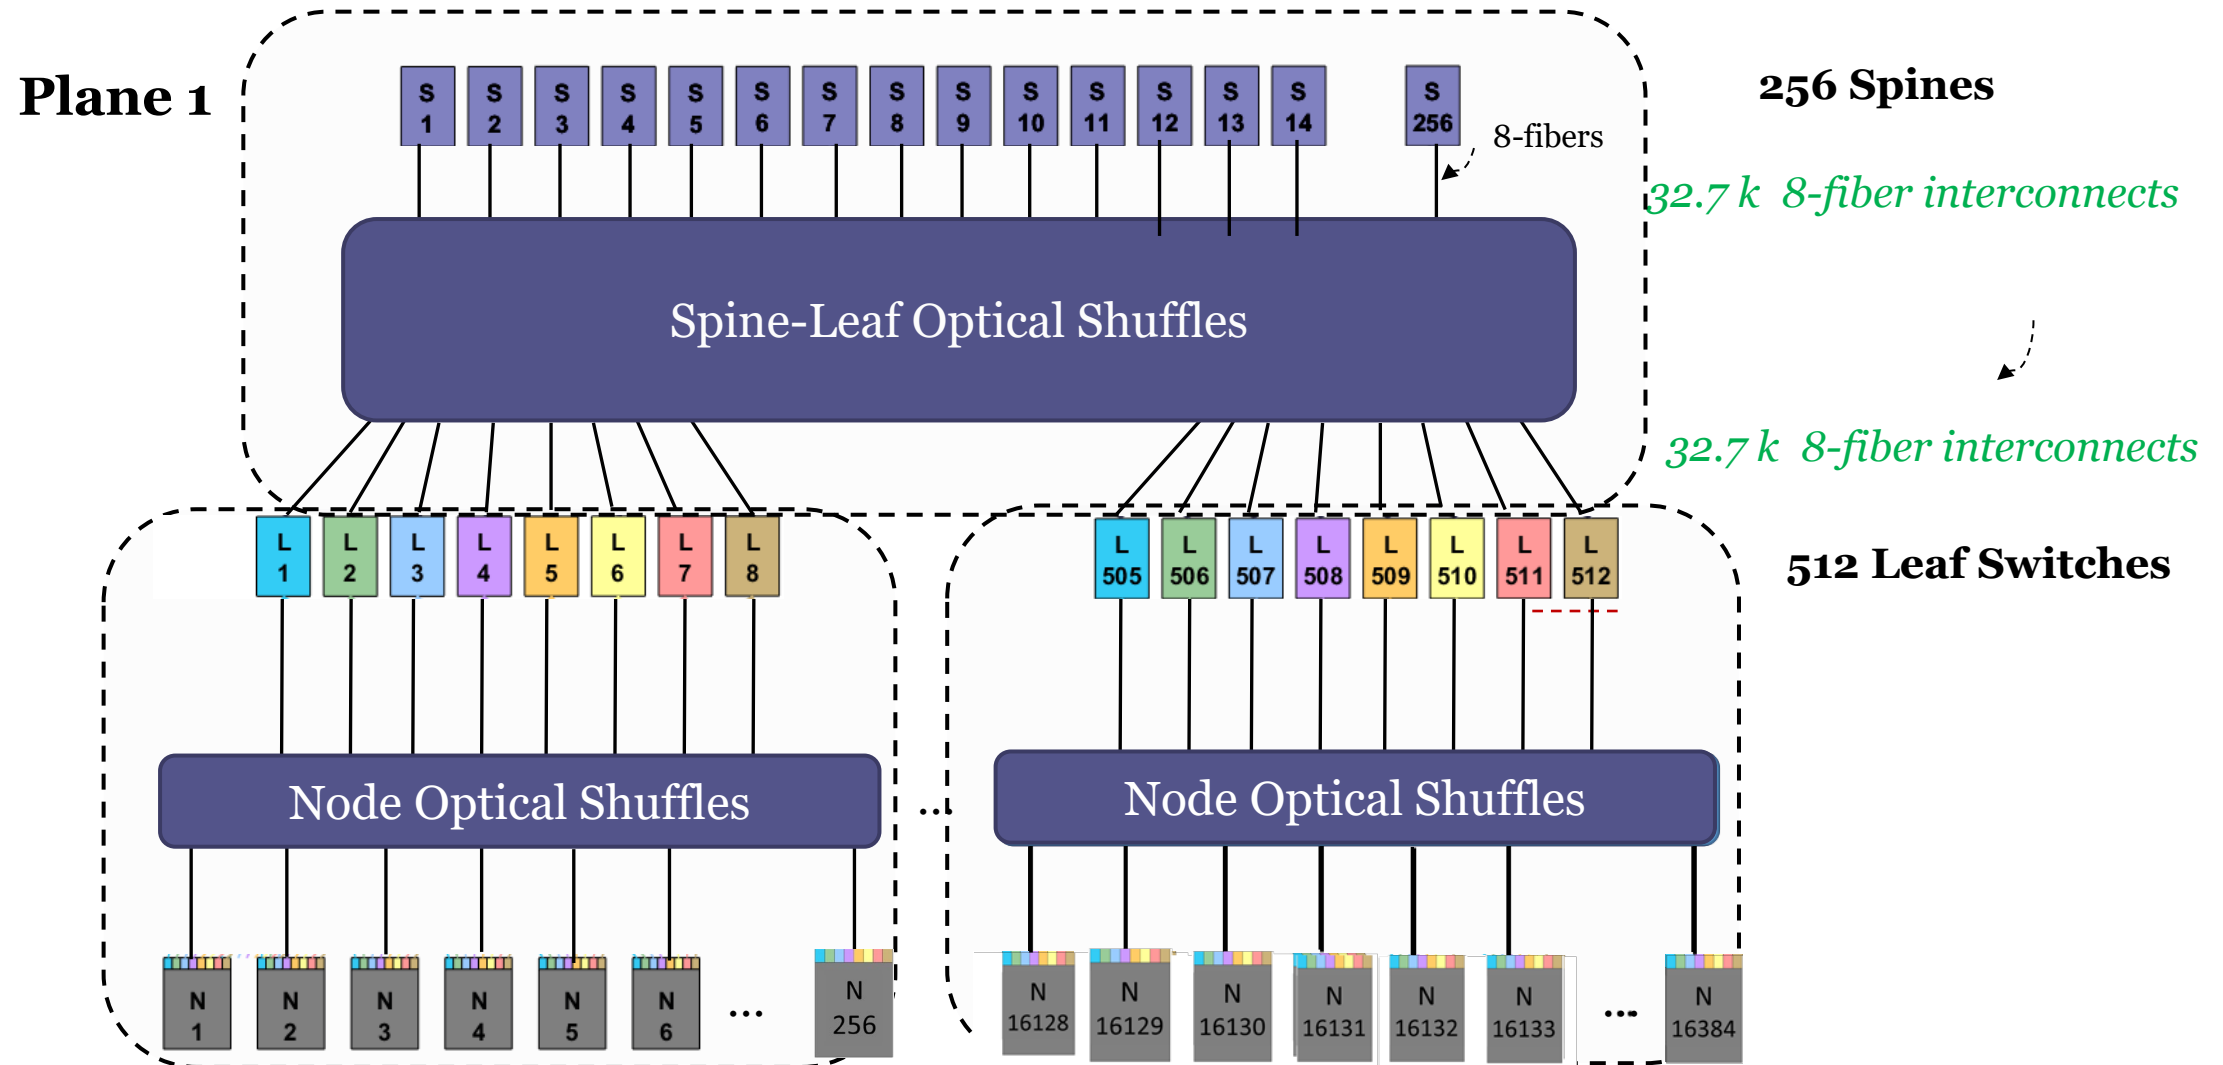 Plane 1
S 1
S 2
S 3
S 4
S 5
S 6
S 7
S 8
S 9
S 10
S 11
S 12
S 13
S 14
S 256
8-fibers
256 Spines
32.7 k 8-fiber interconnects
Spine-Leaf Optical Shuffles
32.7 k 8-fiber interconnects
L 1
L 2
L 3
L 4
L 5
L 6
L 7
L 8
L 505
L 506
L 507
L 508
L 509
L 510
L 511
L 512
512 Leaf Switches
Node Optical Shuffles
...
Node Optical Shuffles
N 1
N 2
N 3
N 4
N 5
N 6
...
N 256
N 16128
N 16129
N 16130
N 16131
N 16132
N 16133
...
N 16384